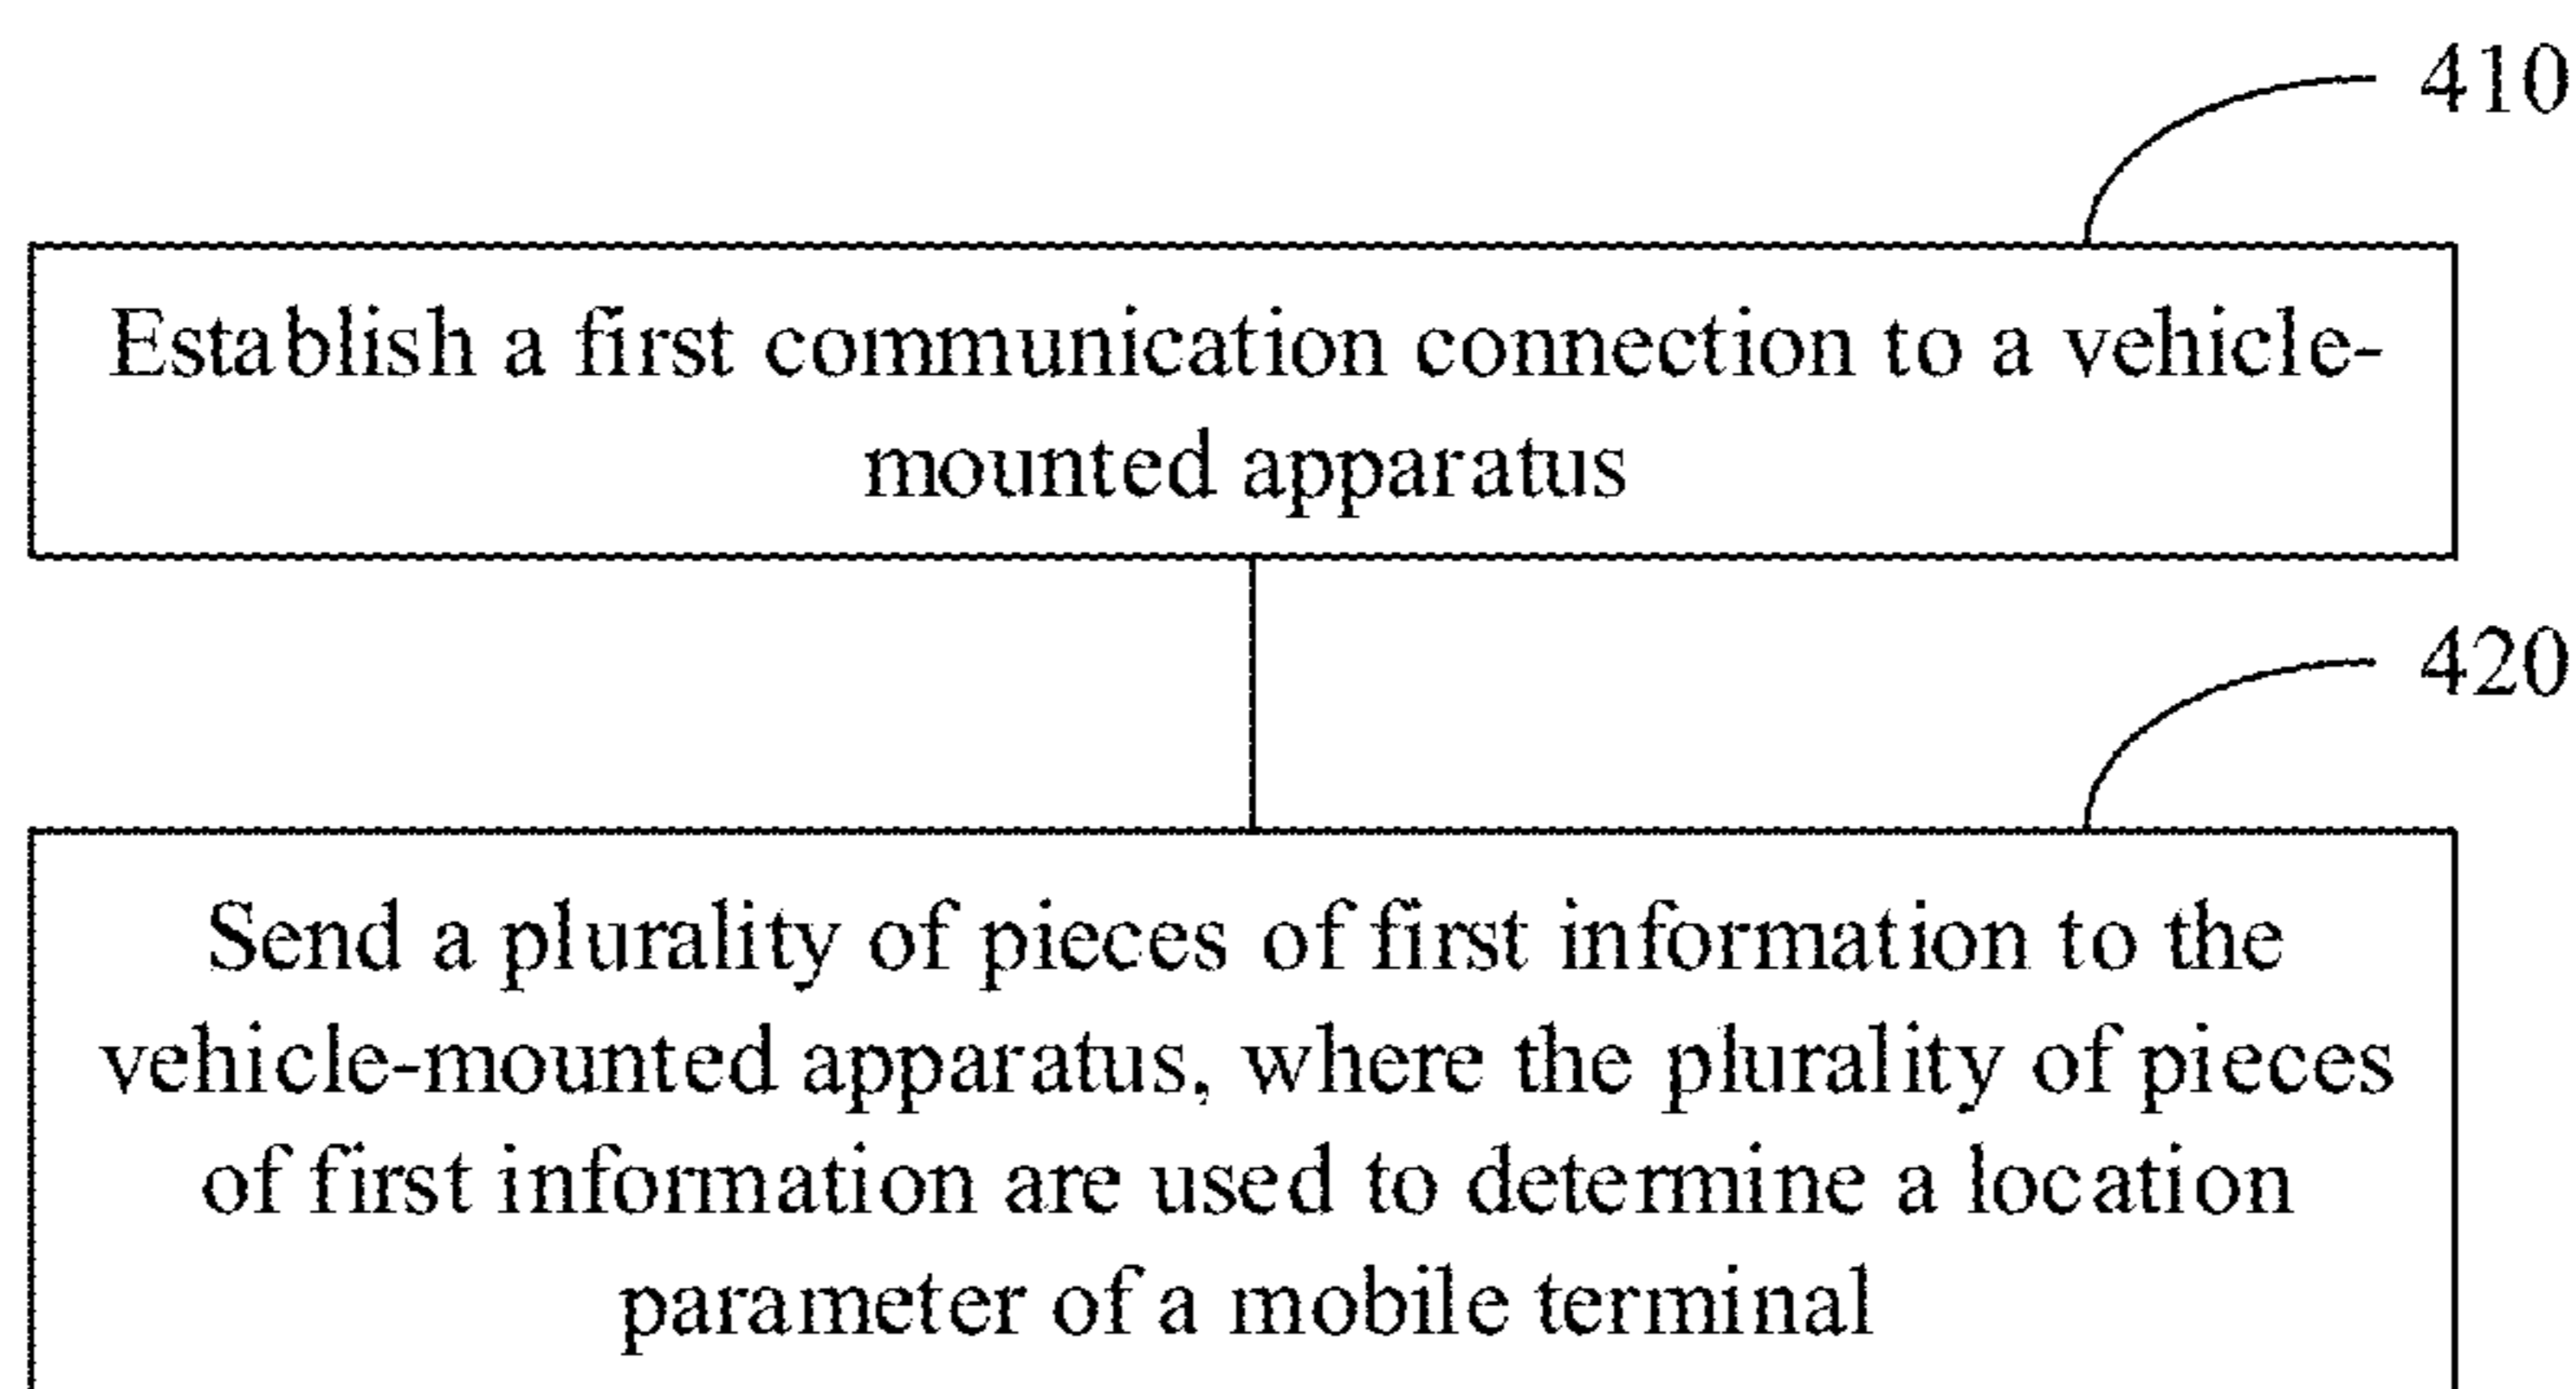 410
Establish a first communication connection to a vehicle-
mounted apparatus
420
Send a plurality of pieces of first information to the
vehicle-mounted apparatus, where the plurality of pieces
of first information are used to determine a location
parameter of a mobile terminal